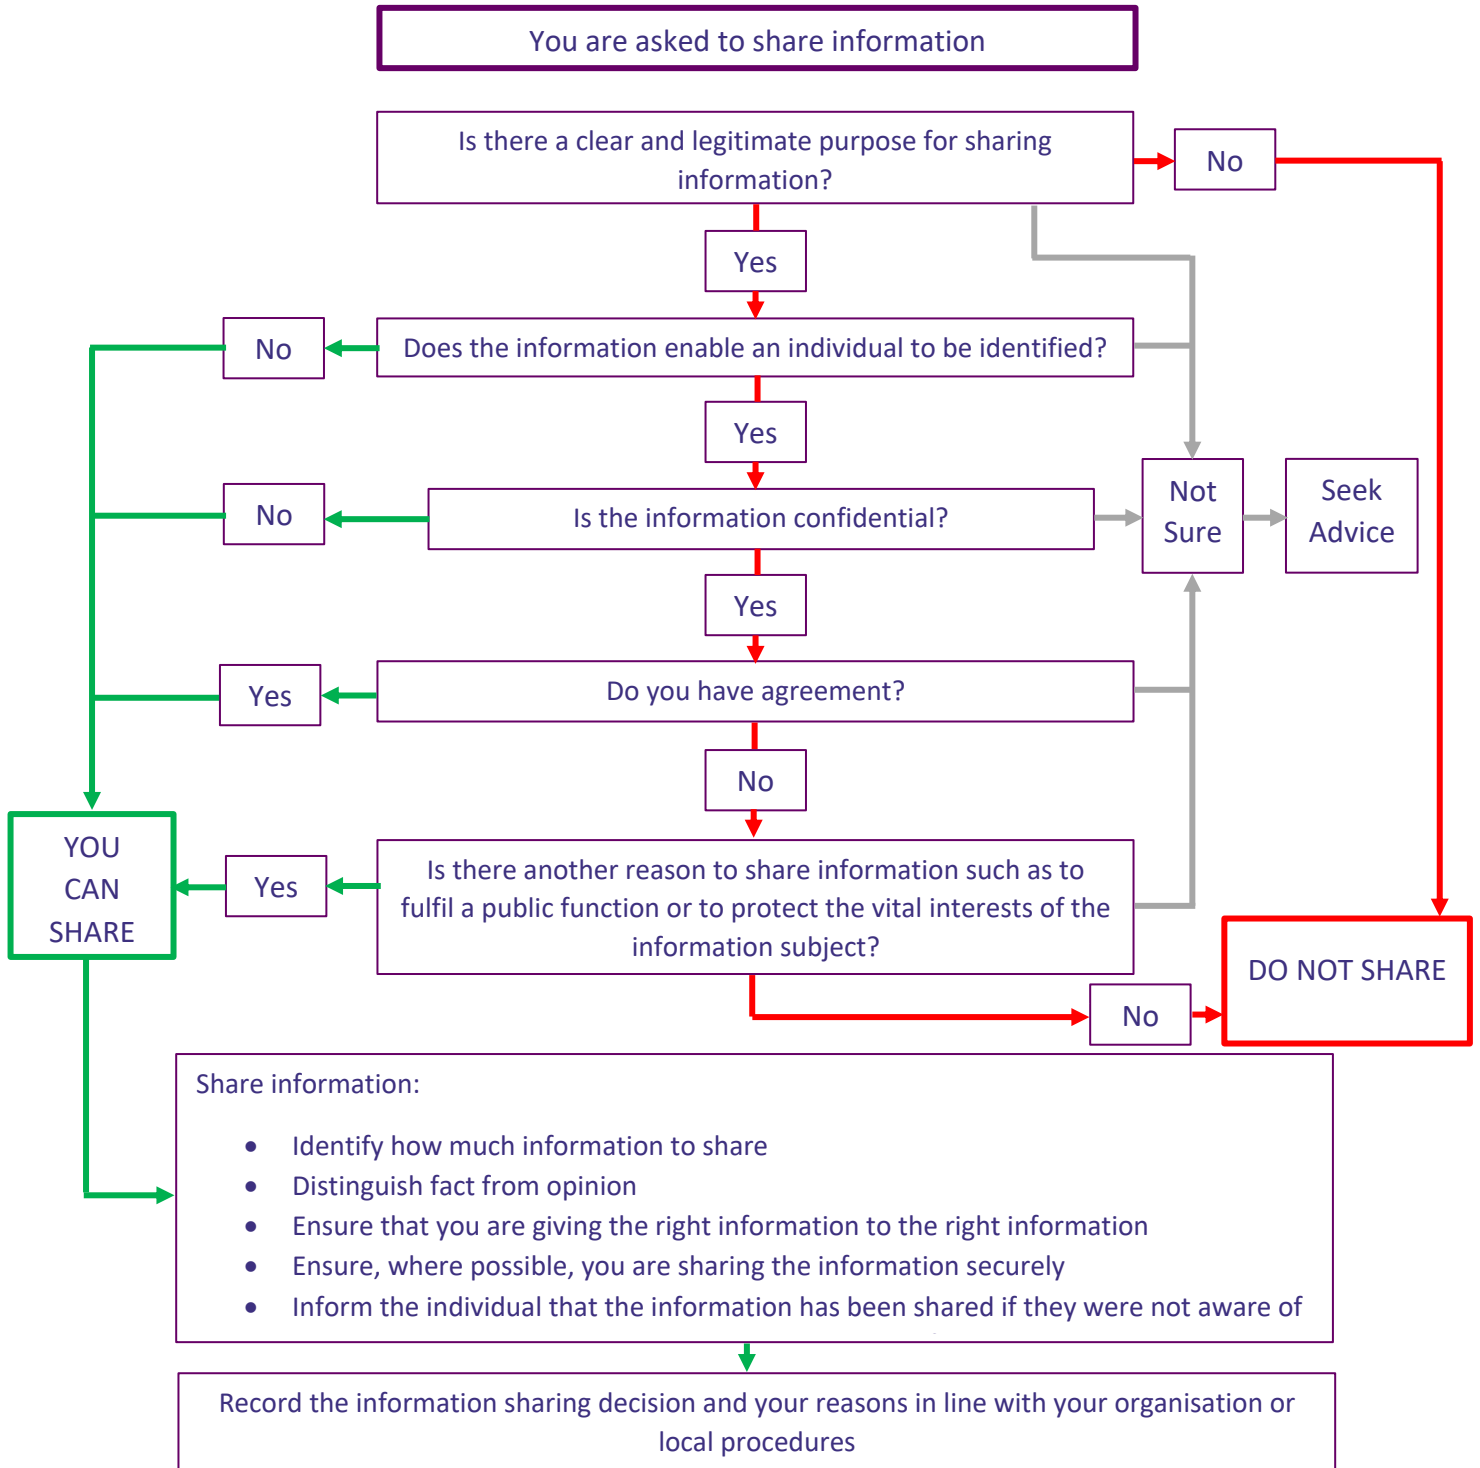 You are asked to share information
Is there a clear and legitimate purpose for sharing
information?
No
Yes
No
Does the information enable an individual to be identified?
Yes
No
Is the information confidential?
Not
Sure
Seek
Advice
Yes
Yes
Do you have agreement?
No
YOU
CAN
SHARE
Yes
Is there another reason to share information such as to
fulfil a public function or to protect the vital interests of the
information subject?
DO NOT SHARE
No
Share information:
• Identify how much information to share
• Distinguish fact from opinion
• Ensure that you are giving the right information to the right information
• Ensure, where possible, you are sharing the information securely
• Inform the individual that the information has been shared if they were not aware of
Record the information sharing decision and your reasons in line with your organisation or
local procedures